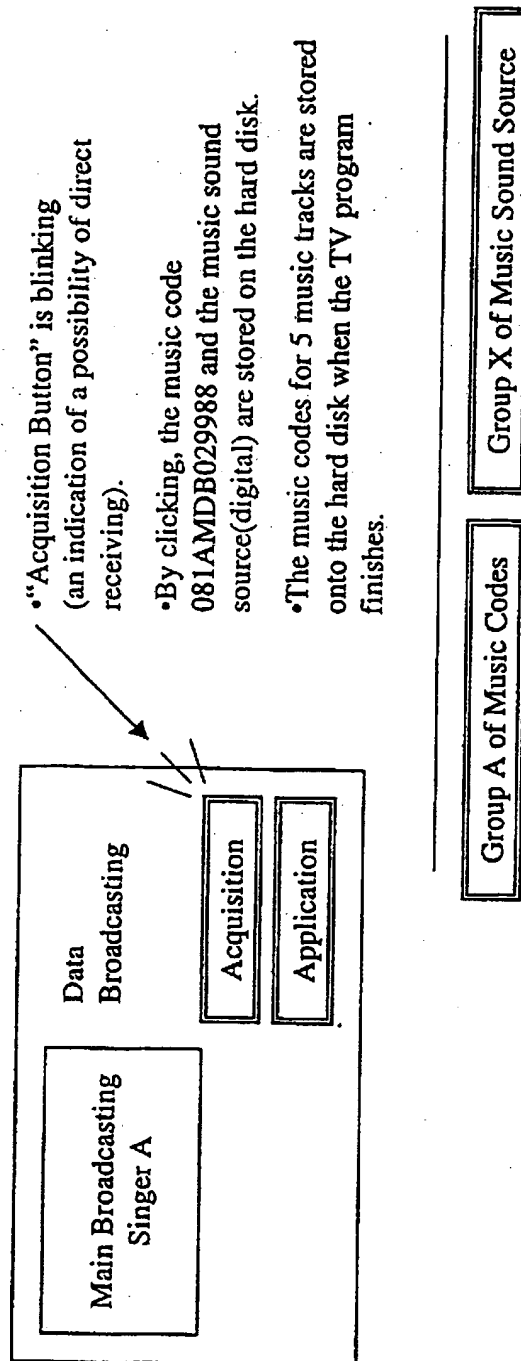 Main Broadcasting
Singer A
Data
Broadcasting
Acquisition
Application
•“Acquisition Button” is blinking
(an indication of a possibility of direct
receiving).
•By clicking, the music code
081AMDB029988 and the music sound
source(digital) are stored on the hard disk.
•The music codes for 5 music tracks are stored
onto the hard disk when the TV program
finishes.
Group A of Music Codes
Group X of Music Sound Source